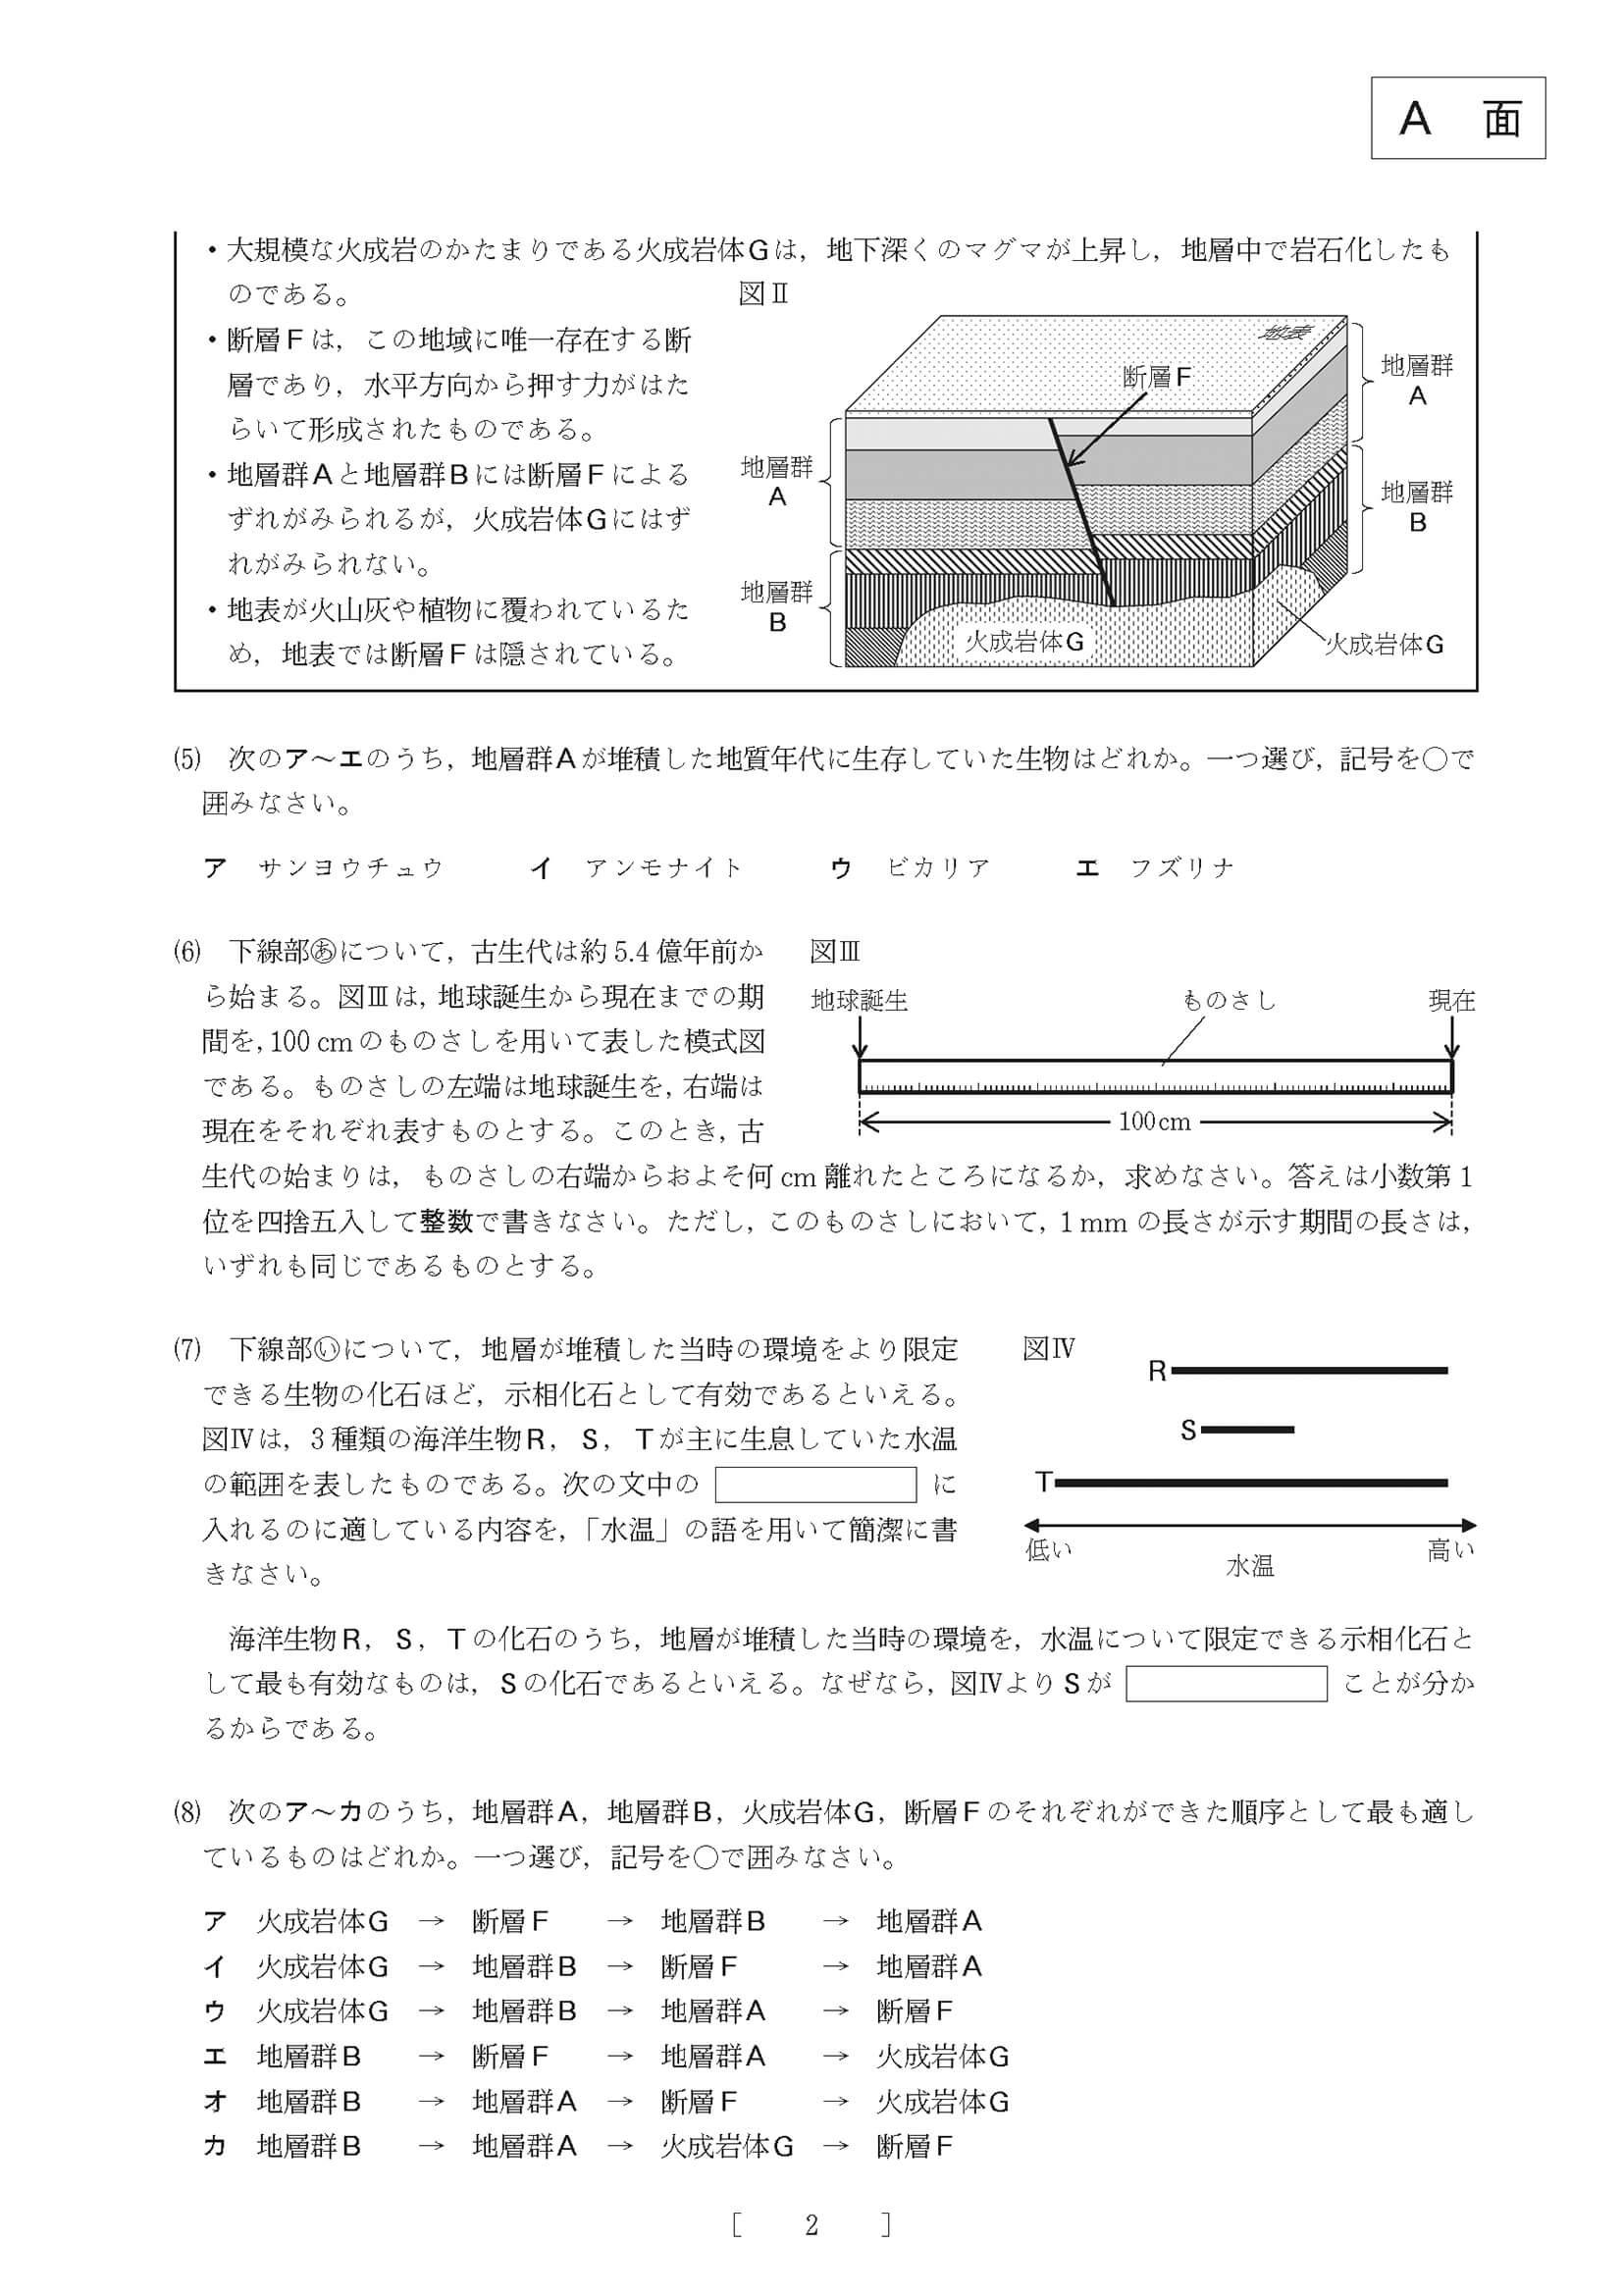 A 面
・大規模な火成岩のかたまりである火成岩体Gは，地下深くのマグマが上昇し，地層中で岩石化したも
のである。
・断層Fは，この地域に唯一存在する断
層であり，水平方向から押す力がはた
らいて形成されたものである。
・地層群Aと地層群Bには断層Fによる
ずれがみられるが，火成岩体Gにはず
れがみられない。
・地表が火山灰や植物に覆われているた
め，地表では断層Fは隠されている。
図Ⅱ
地表
断層F
地層群
A
地層群
B
地層群
A
地層群
B
火成岩体G
火成岩体G
⑸ 次のア～エのうち，地層群Aが堆積した地質年代に生存していた生物はどれか。一つ選び，記号を○で
囲みなさい。
ア サンヨウチュウ イ アンモナイト ウ ビカリア エ フズリナ
⑹ 下線部㋐について，古生代は約5.4億年前か
ら始まる。図Ⅲは，地球誕生から現在までの期
間を，100 cmのものさしを用いて表した模式図
である。ものさしの左端は地球誕生を，右端は
現在をそれぞれ表すものとする。このとき，古
生代の始まりは，ものさしの右端からおよそ何 cm 離れたところになるか，求めなさい。答えは小数第1
位を四捨五入して整数で書きなさい。ただし，このものさしにおいて，1 mm の長さが示す期間の長さは，
いずれも同じであるものとする。
図Ⅲ
地球誕生 ものさし 現在
100 cm
⑺ 下線部㋑について，地層が堆積した当時の環境をより限定
できる生物の化石ほど，示相化石として有効であるといえる。
図Ⅳは，3種類の海洋生物R，S，Tが主に生息していた水温
の範囲を表したものである。次の文中の に
入れるのに適している内容を，「水温」の語を用いて簡潔に書
きなさい。
図Ⅳ
R
S
T
低い 水温 高い
海洋生物R，S，Tの化石のうち，地層が堆積した当時の環境を，水温について限定できる示相化石と
して最も有効なものは，Sの化石であるといえる。なぜなら，図ⅣよりSが ことが分か
るからである。
⑻ 次のア～カのうち，地層群A，地層群B，火成岩体G，断層Fのそれぞれができた順序として最も適し
ているものはどれか。一つ選び，記号を○で囲みなさい。
ア 火成岩体G → 断層F → 地層群B → 地層群A
イ 火成岩体G → 地層群B → 断層F → 地層群A
ウ 火成岩体G → 地層群B → 地層群A → 断層F
エ 地層群B → 断層F → 地層群A → 火成岩体G
オ 地層群B → 地層群A → 断層F → 火成岩体G
カ 地層群B → 地層群A → 火成岩体G → 断層F
［ 2 ］